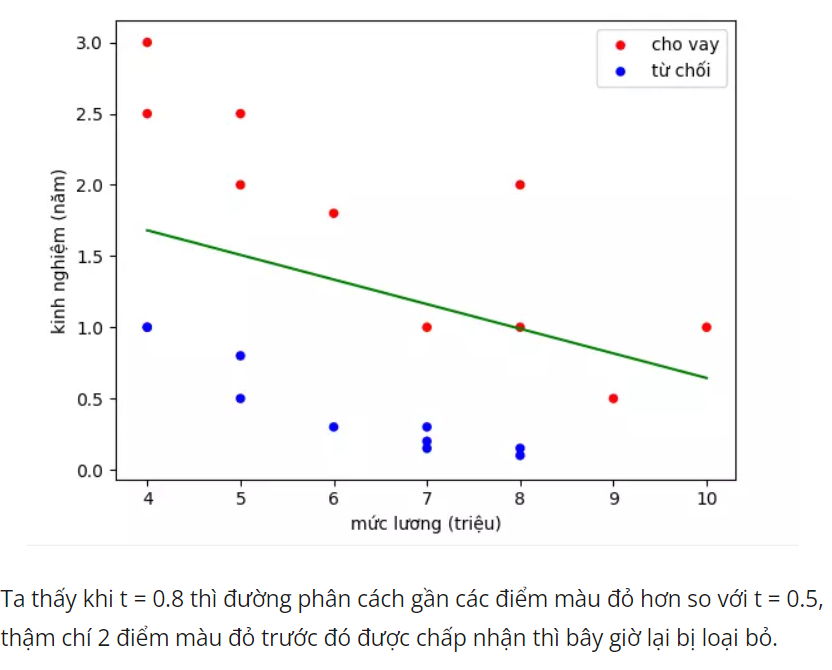 3.0
2.5
2.0
1.5
1.0
0.5
0.0
kinh nghiệm (năm)
cho vay
từ chối
4 5 6 7 8 9 10
mức lương (triệu)
Ta thấy khi t = 0.8 thì đường phân cách gần các điểm màu đỏ hơn so với t = 0.5,
thậm chí 2 điểm màu đỏ trước đó được chấp nhận thì bây giờ lại bị loại bỏ.